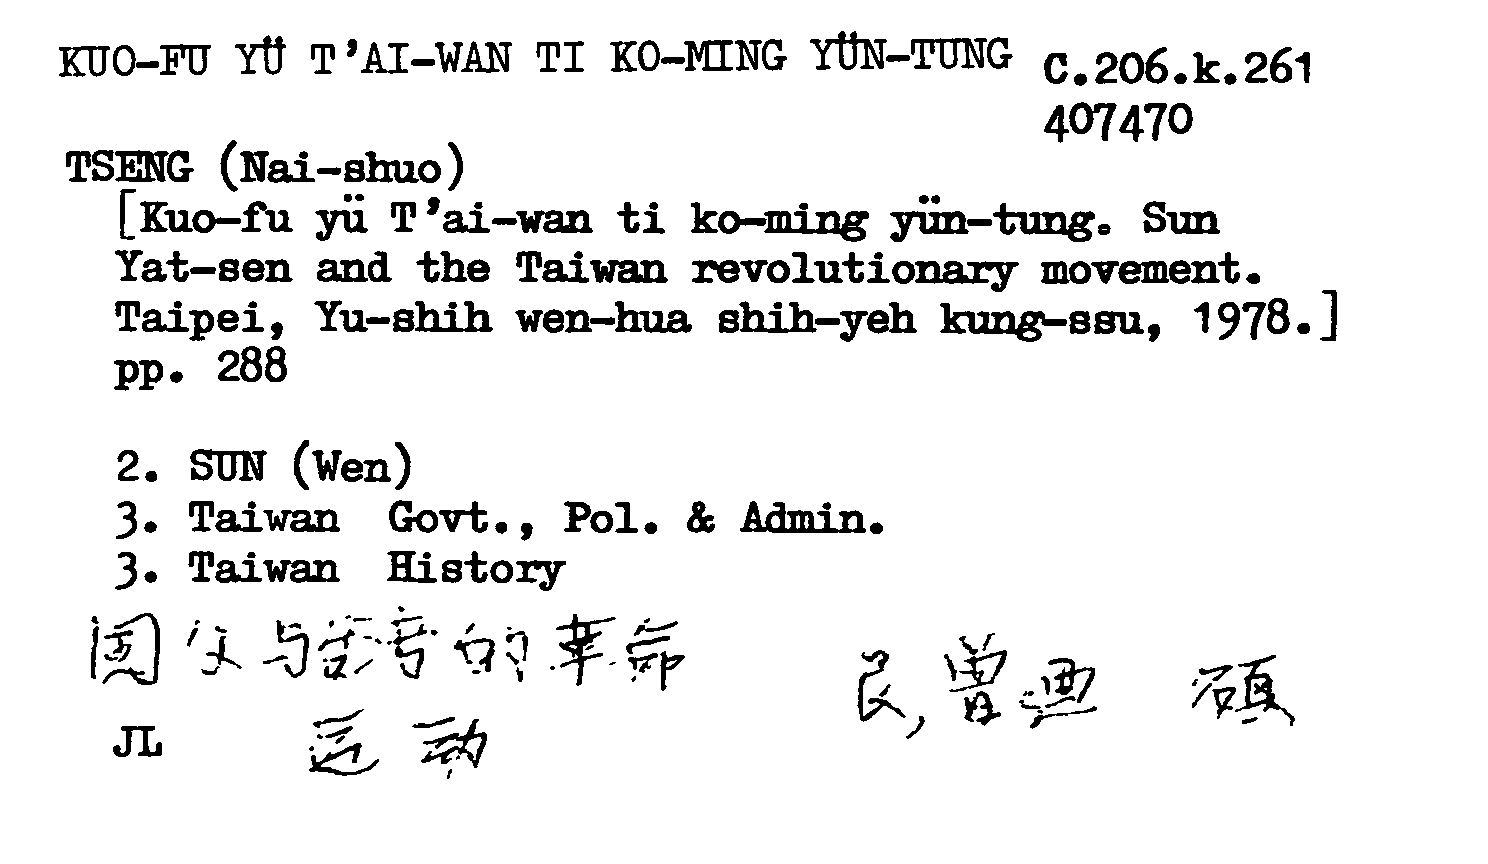 KUO-FU YÜ T'AI-WAN TI KO-MING YÜN-TUNG
C.206.k.261
407470
TSENG (Nai-shuo)
[Kuo-fu yü T'ai-wan ti ko-ming yün-tung. Sun
Yat-sen and the Taiwan revolutionary movement.
Taipei, Yu-shih wen-hua shih-yeh kung-ssu, 1978.]
pp. 288
2. SUN (Wen)
3. Taiwan Govt., Pol. & Admin.
3. Taiwan History
国父与台湾的革命
民, 曾迺 硕
JL
运动